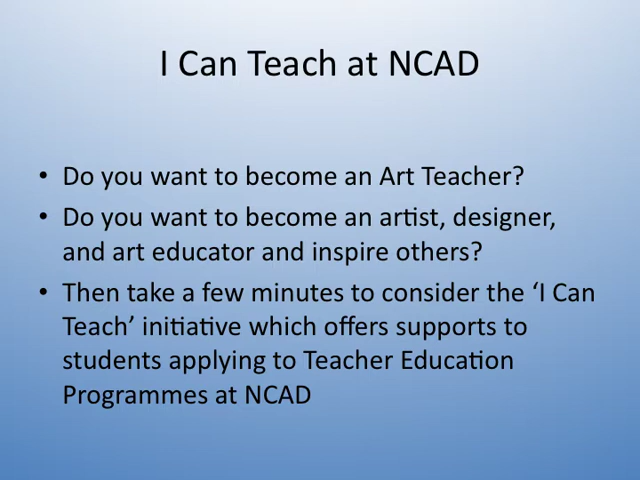 I Can Teach at NCAD
• Do you want to become an Art Teacher?
• Do you want to become an artist, designer,
and art educator and inspire others?
• Then take a few minutes to consider the ‘I Can
Teach’ initiative which offers supports to
students applying to Teacher Education
Programmes at NCAD